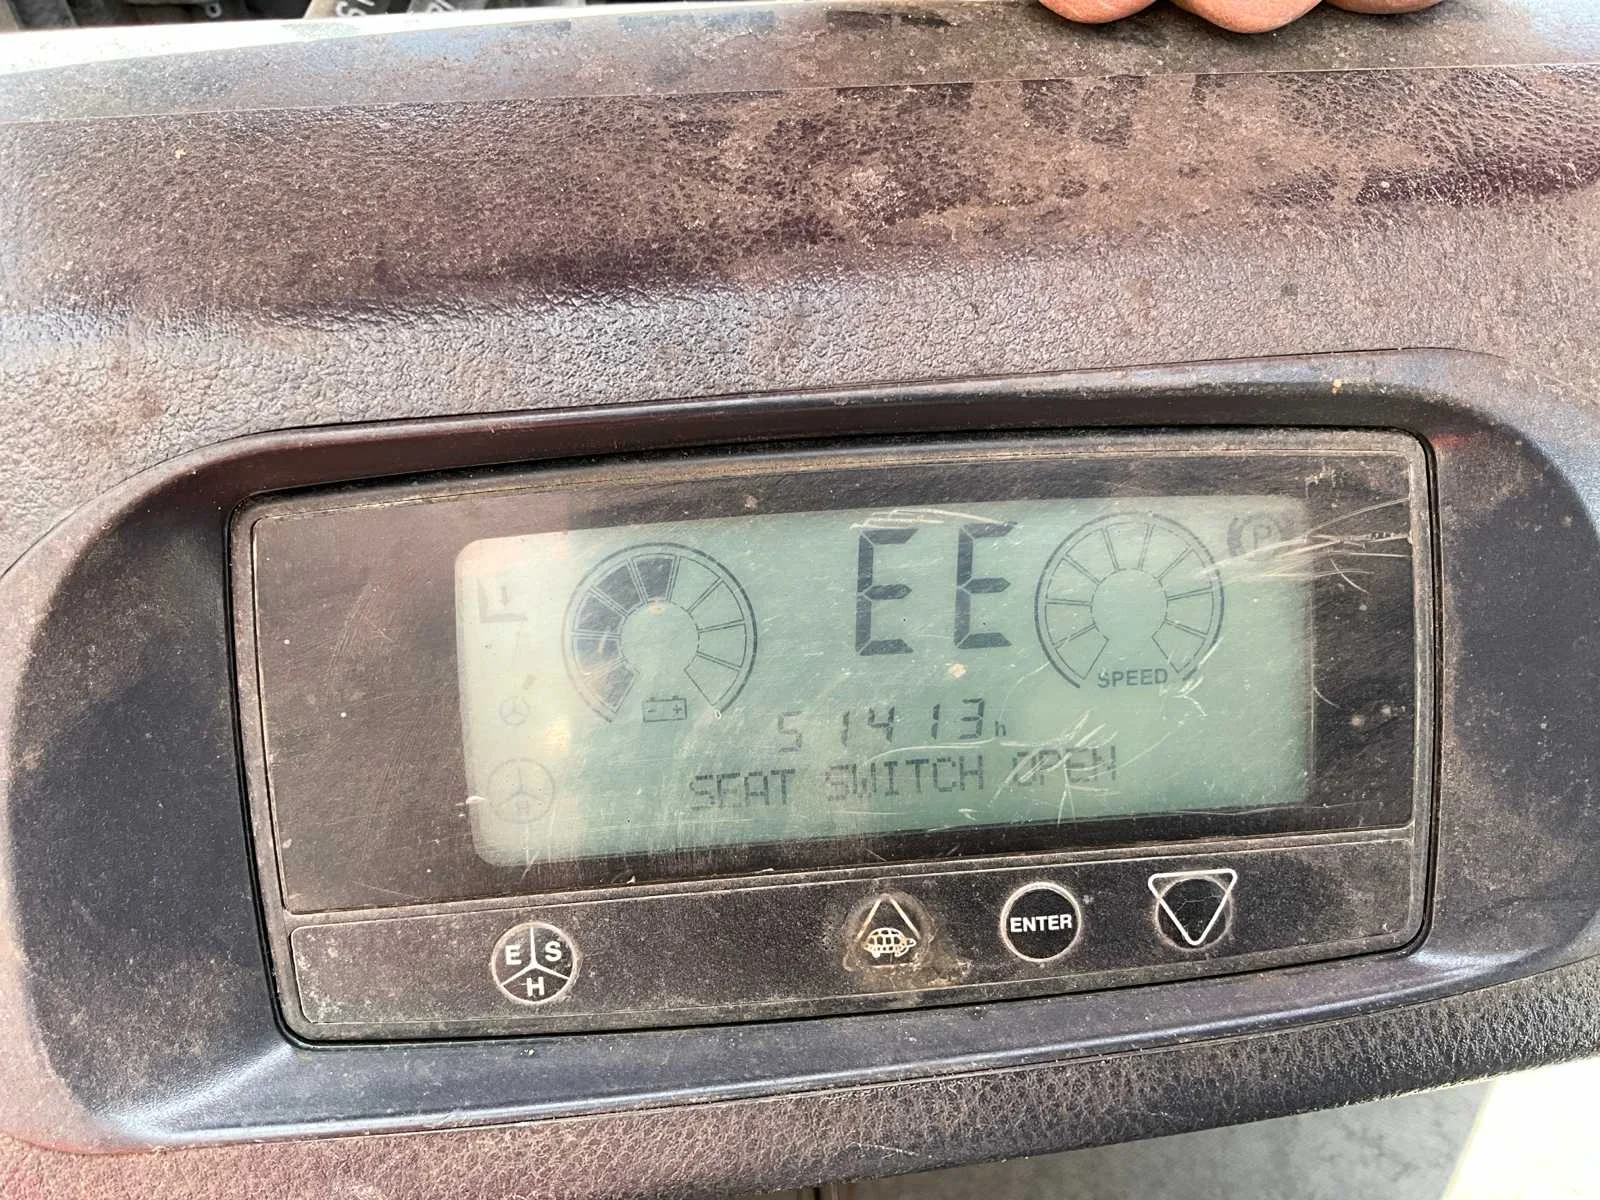 EE
P
SPEED
- +
51413h
SEAT SWITCH OPEN
E S
H
ENTER